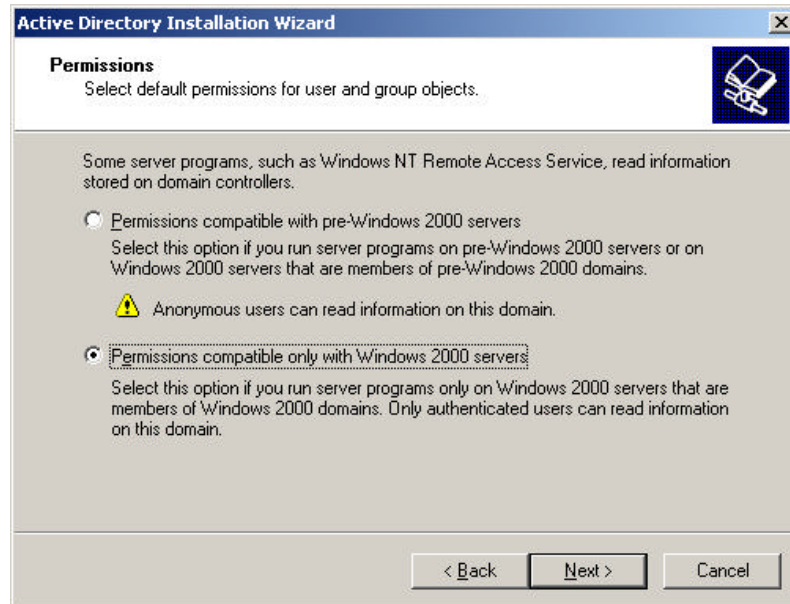 Active Directory Installation Wizard
Permissions
Select default permissions for user and group objects.
Some server programs, such as Windows NT Remote Access Service, read information
stored on domain controllers.
Permissions compatible with pre-Windows 2000 servers
Select this option if you run server programs on pre-Windows 2000 servers or on
Windows 2000 servers that are members of pre-Windows 2000 domains.
Anonymous users can read information on this domain.
Permissions compatible only with Windows 2000 servers
Select this option if you run server programs only on Windows 2000 servers that are
members of Windows 2000 domains. Only authenticated users can read information
on this domain.
< Back Next > Cancel